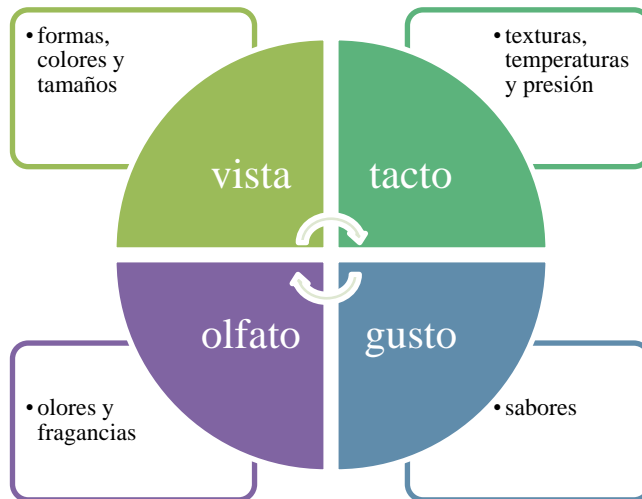 • formas,
colores y
tamaños
• texturas,
temperaturas
y presión
vista
tacto
olfato
gusto
• olores y
fragancias
• sabores